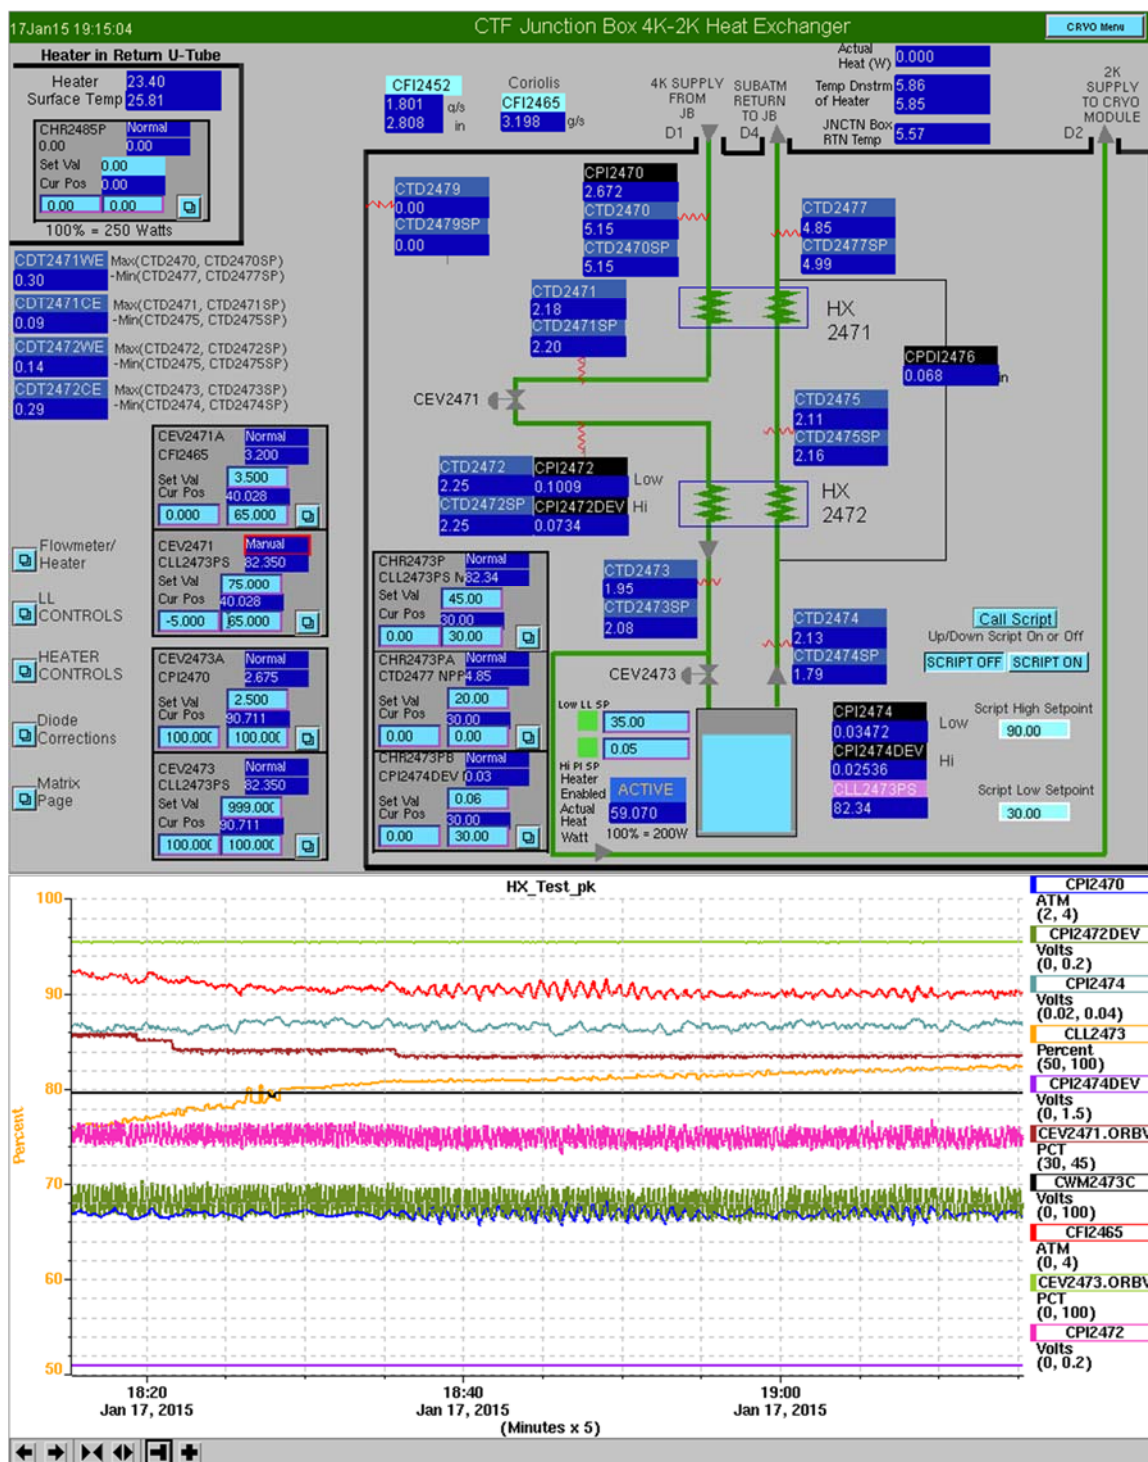 17Jan15 19:15:04
CTF Junction Box 4K-2K Heat Exchanger
CRYO Menu
Heater in Return U-Tube
Heater 23.40
Surface Temp 25.81
CHR2485P Normal
0.00 0.00
Set Val 0.00
Cur Pos 0.00
0.00 0.00
100% = 250 Watts
CFI2452
1.801 g/s
2.808 in
Coriolis
CFI2465
3.198 g/s
4K SUPPLY
FROM
JB
D1
SUBATM
RETURN
TO JB
D4
Actual
Heat (W) 0.000
Temp Dnstrm 5.86
of Heater 5.85
JNCTN Box
RTN Temp 5.57
2K
SUPPLY
TO CRYO
MODULE
D2
CDT2471WE Max(CTD2470, CTD2470SP)
0.30 -Min(CTD2477, CTD2477SP)
CDT2471CE Max(CTD2471, CTD2471SP)
0.09 -Min(CTD2475, CTD2475SP)
CDT2472WE Max(CTD2472, CTD2472SP)
0.14 -Min(CTD2475, CTD2475SP)
CDT2472CE Max(CTD2473, CTD2473SP)
0.29 -Min(CTD2474, CTD2474SP)
CTD2479
0.00
CTD2479SP
0.00
CPI2470
2.672
CTD2470
5.15
CTD2470SP
5.15
CTD2477
4.85
CTD2477SP
4.99
CTD2471
2.18
CTD2471SP
2.20
HX
2471
CPDI2476
0.068 in
CEV2471
CTD2475
2.11
CTD2475SP
2.16
CTD2472 CPI2472
2.25 0.1009 Low
CTD2472SP CPI2472DEV Hi
2.25 0.0734
HX
2472
CEV2471A Normal
CFI2465 3.200
Set Val 3.500
Cur Pos 40.028
0.000 65.000
CEV2471 Manual
CLL2473PS 82.350
Set Val 75.000
Cur Pos 40.028
-5.000 65.000
CEV2473A Normal
CPI2470 2.675
Set Val 2.500
Cur Pos 90.711
100.000 100.000
CEV2473 Normal
CLL2473PS 82.350
Set Val 999.000
Cur Pos 90.711
100.000 100.000
Flowmeter/
Heater
LL
CONTROLS
HEATER
CONTROLS
Diode
Corrections
Matrix
Page
CHR2473P Normal
CLL2473PS N 82.34
Set Val 45.00
Cur Pos 30.00
0.00 30.00
CHR2473PA Normal
CTD2477 NPP 4.85
Set Val 20.00
Cur Pos 30.00
0.00 0.00
CHR2473PB Normal
CPI2474DEV 0.03
Set Val 0.06
Cur Pos 30.00
0.00 30.00
CTD2473
1.95
CTD2473SP
2.08
CTD2474
2.13
CTD2474SP
1.79
Call Script
Up/Down Script On or Off
SCRIPT OFF SCRIPT ON
CEV2473
Low LL SP
35.00
0.05
Hi PI SP
Heater
Enabled ACTIVE
Actual
Heat 59.070
Watt 100% = 200W
CPI2474
0.03472 Low
CPI2474DEV
0.02536 Hi
CLL2473PS
82.34
Script High Setpoint
90.00
Script Low Setpoint
30.00
HX_Test_pk
100
90
80
70
60
50
Percent
18:20
Jan 17, 2015
18:40
Jan 17, 2015
19:00
Jan 17, 2015
(Minutes x 5)
CPI2470
ATM
(2, 4)
CPI2472DEV
Volts
(0, 0.2)
CPI2474
Volts
(0.02, 0.04)
CLL2473
Percent
(50, 100)
CPI2474DEV
Volts
(0, 1.5)
CEV2471.ORBV
PCT
(30, 45)
CWM2473C
Volts
(0, 100)
CFI2465
ATM
(0, 4)
CEV2473.ORBV
PCT
(0, 100)
CPI2472
Volts
(0, 0.2)